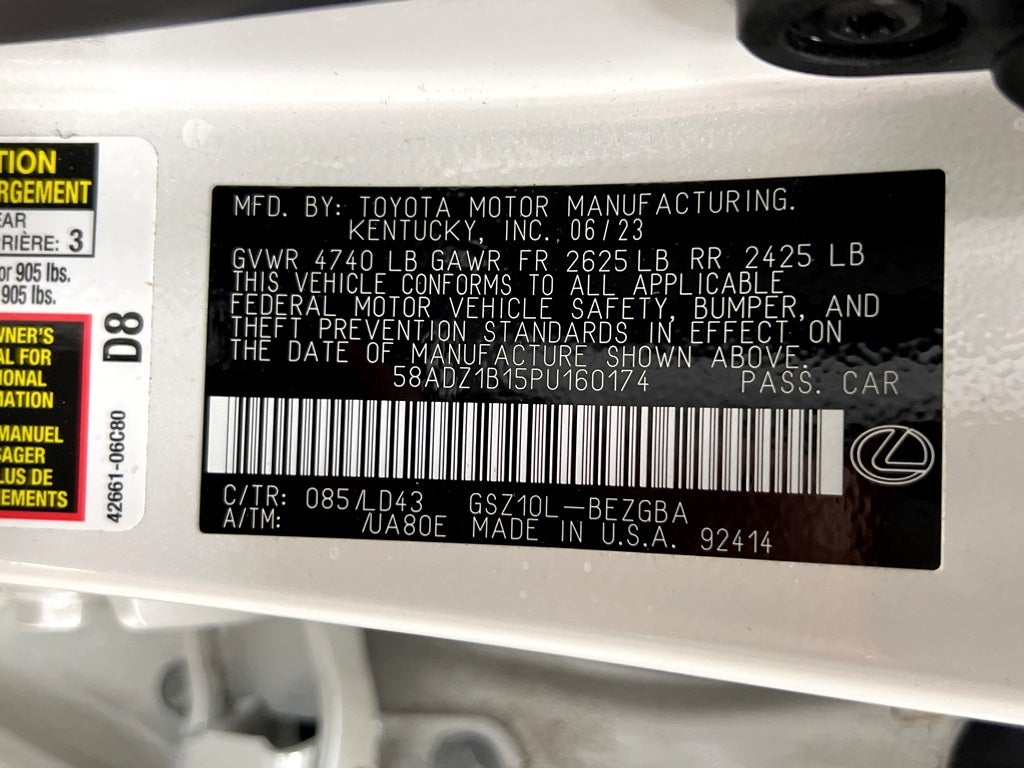 TION
RGEMENT
EAR
RIÈRE: 3
or 905 lbs.
905 lbs.
WNER'S
AL FOR
IONAL
MATION
MANUEL
SAGER
LUS DE
EMENTS
D8
42661-06C80
MFD. BY: TOYOTA MOTOR MANUFACTURING.
KENTUCKY, INC. 06/23
GVWR 4740 LB GAWR FR 2625 LB RR 2425 LB
THIS VEHICLE CONFORMS TO ALL APPLICABLE
FEDERAL MOTOR VEHICLE SAFETY, BUMPER, AND
THEFT PREVENTION STANDARDS IN EFFECT ON
THE DATE OF MANUFACTURE SHOWN ABOVE.
58ADZ1B15PU160174 PASS. CAR
C/TR: 085/LD43 GSZ10L-BEZGBA
A/TM: /UA80E MADE IN U.S.A. 92414